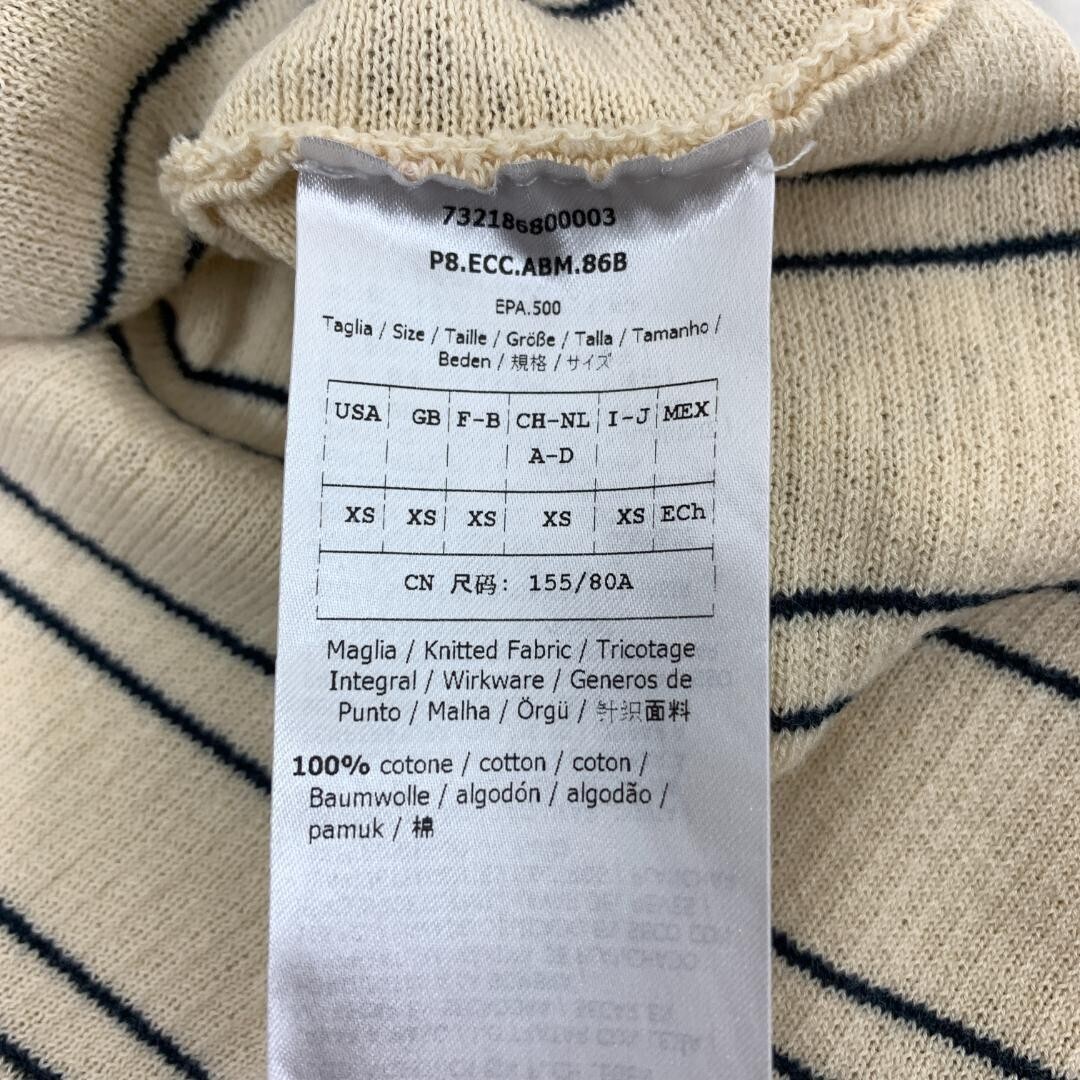 732186800003
P8.ECC.ABM.86B
EPA.500
Taglia / Size / Taille / Größe / Talla / Tamanho /
Beden / 規格 / サイズ
USA GB F-B CH-NL I-J MEX
A-D
XS XS XS XS XS ECh
CN 尺码: 155/80A
Maglia / Knitted Fabric / Tricotage
Integral / Wirkware / Generos de
Punto / Malha / Örgü / 针织面料
100% cotone / cotton / coton /
Baumwolle / algodón / algodão /
pamuk / 棉